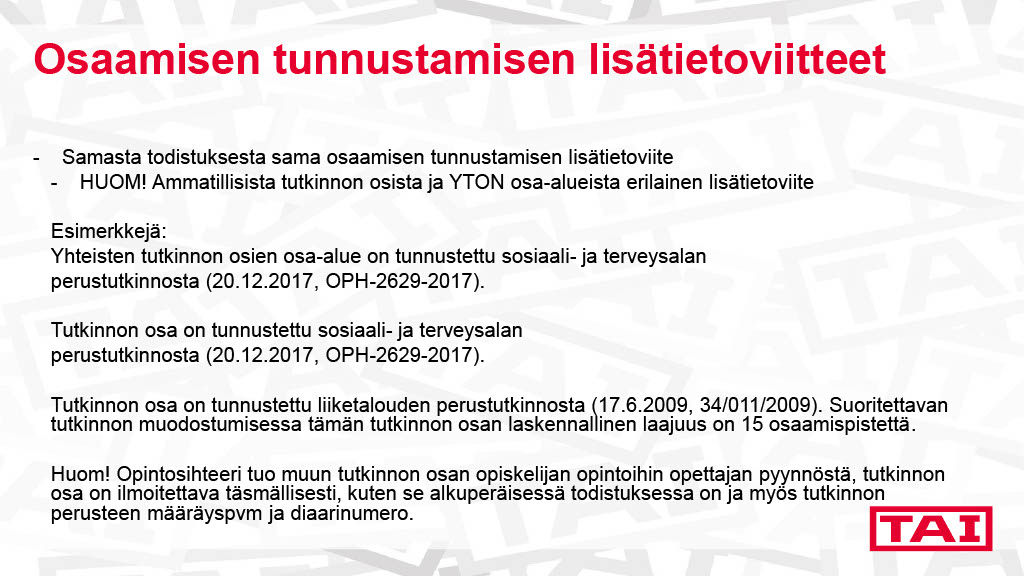 Osaamisen tunnustamisen lisätietoviitteet
- Samasta todistuksesta sama osaamisen tunnustamisen lisätietoviite
- HUOM! Ammatillisista tutkinnon osista ja YTON osa-alueista erilainen lisätietoviite
Esimerkkejä:
Yhteisten tutkinnon osien osa-alue on tunnustettu sosiaali- ja terveysalan
perustutkinnosta (20.12.2017, OPH-2629-2017).
Tutkinnon osa on tunnustettu sosiaali- ja terveysalan
perustutkinnosta (20.12.2017, OPH-2629-2017).
Tutkinnon osa on tunnustettu liiketalouden perustutkinnosta (17.6.2009, 34/011/2009). Suoritettavan
tutkinnon muodostumisessa tämän tutkinnon osan laskennallinen laajuus on 15 osaamispistettä.
Huom! Opintosihteeri tuo muun tutkinnon osan opiskelijan opintoihin opettajan pyynnöstä, tutkinnon
osa on ilmoitettava täsmällisesti, kuten se alkuperäisessä todistuksessa on ja myös tutkinnon
perusteen määräyspvm ja diaarinumero.
TAI